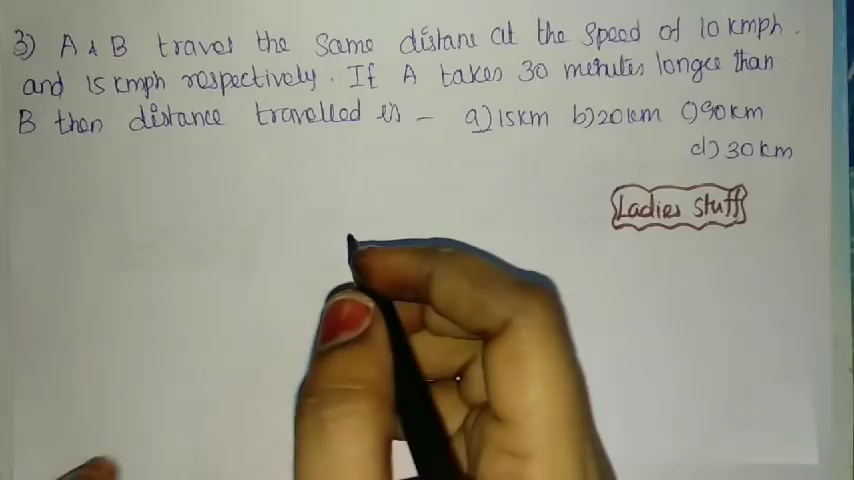 3) A & B travel the same distanc at the speed of 10 kmph.
and 15 kmph respectively. If A takes 30 minutes longer than
B then distance travelled is - a) 15km b) 20km c) 90km
d) 30 km
Ladies Stuff